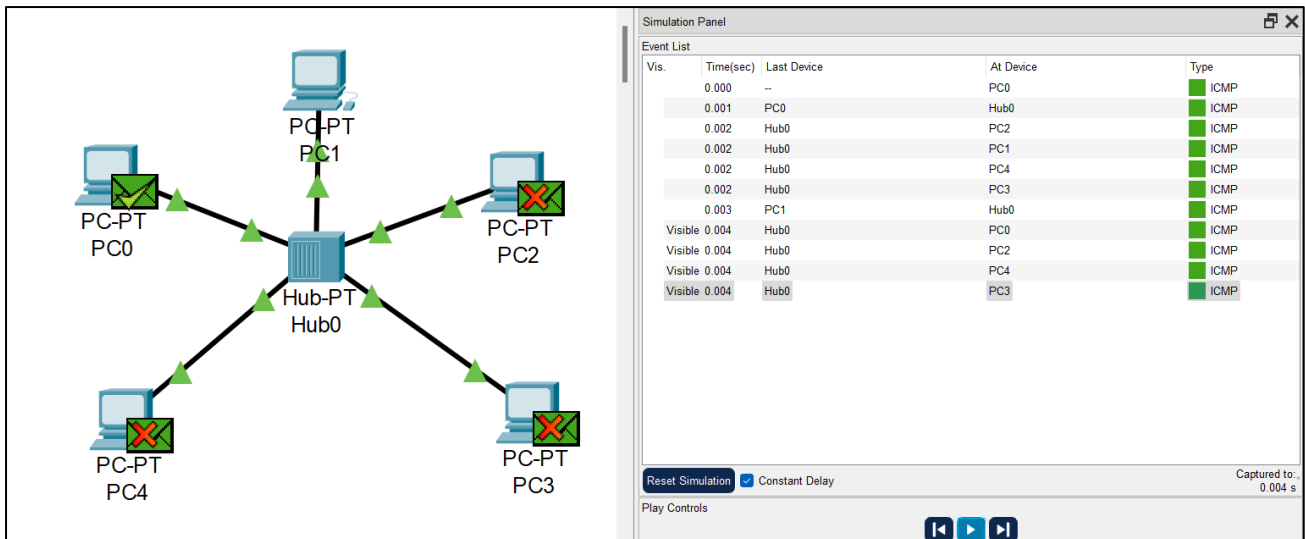 PC-PT
PC1
PC-PT
PC0
PC-PT
PC2
Hub-PT
Hub0
PC-PT
PC4
PC-PT
PC3
Simulation Panel
Event List
Vis. Time(sec) Last Device At Device Type
0.000 -- PC0 ICMP
0.001 PC0 Hub0 ICMP
0.002 Hub0 PC2 ICMP
0.002 Hub0 PC1 ICMP
0.002 Hub0 PC4 ICMP
0.002 Hub0 PC3 ICMP
0.003 PC1 Hub0 ICMP
Visible 0.004 Hub0 PC0 ICMP
Visible 0.004 Hub0 PC2 ICMP
Visible 0.004 Hub0 PC4 ICMP
Visible 0.004 Hub0 PC3 ICMP
Reset Simulation Constant Delay Captured to:
0.004 s
Play Controls